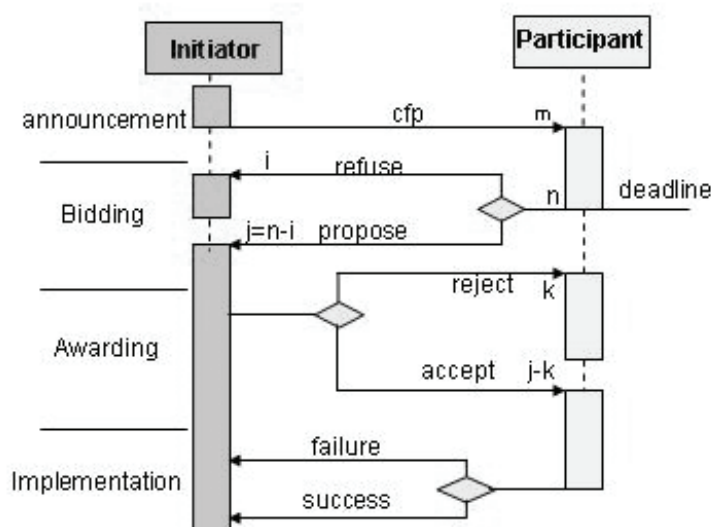 Initiator
Participant
announcement
cfp
m
i
refuse
n
deadline
Bidding
j=n-i
propose
reject
k
Awarding
accept
j-k
failure
Implementation
success